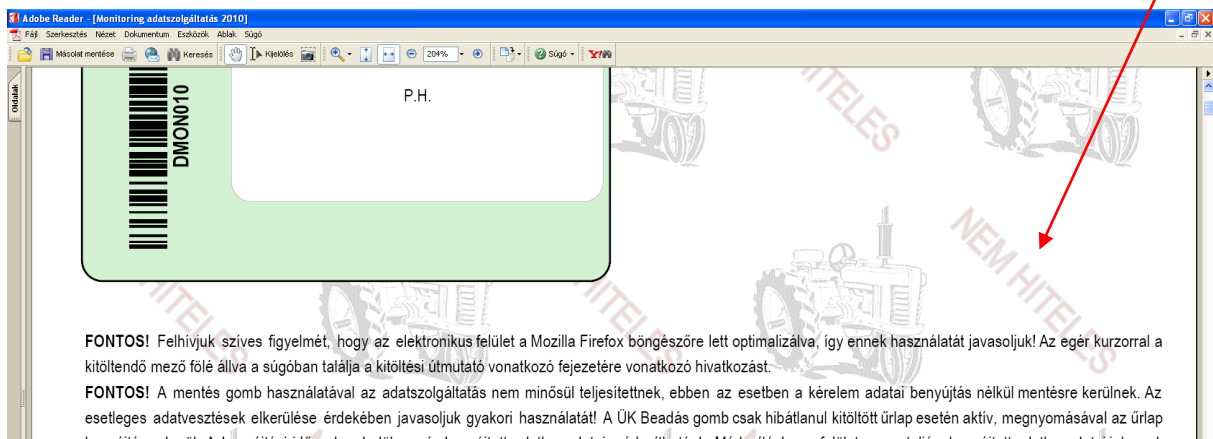 Adobe Reader - [Monitoring adatszolgáltatás 2010]
Fájl Szerkesztés Nézet Dokumentum Eszközök Ablak Súgó
Másolat mentése Keresés Kijelölés 204% Súgó Y!
Oldalak
DMON010
P.H.
HITELES
NEM HITELES
HITELES
HITELES
FONTOS! Felhívjuk szíves figyelmét, hogy az elektronikus felület a Mozilla Firefox böngészőre lett optimalizálva, így ennek használatát javasoljuk! Az egér kurzorral a
kitöltendő mező fölé állva a súgóban találja a kitöltési útmutató vonatkozó fejezetére vonatkozó hivatkozást.
FONTOS! A mentés gomb használatával az adatszolgáltatás nem minősül teljesítettnek, ebben az esetben a kérelem adatai benyújtás nélkül mentésre kerülnek. Az
esetleges adatvesztések elkerülése érdekében javasoljuk gyakori használatát! A ÜK Beadás gomb csak hibátlanul kitöltött űrlap esetén aktív, megnyomásával az űrlap